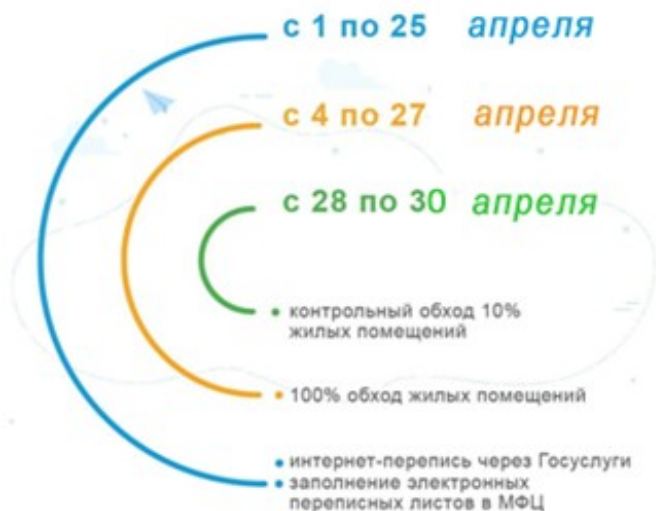 с 1 по 25 апреля
с 4 по 27 апреля
с 28 по 30 апреля
• контрольный обход 10%
жилых помещений
• 100% обход жилых помещений
• интернет-перепись через Госуслуги
• заполнение электронных
переписных листов в МФЦ